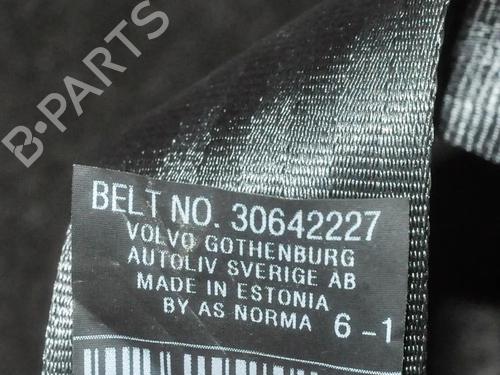 B-PARTS
BELT NO. 30642227
VOLVO GOTHENBURG
AUTOLIV SVERIGE AB
MADE IN ESTONIA
BY AS NORMA 6-1